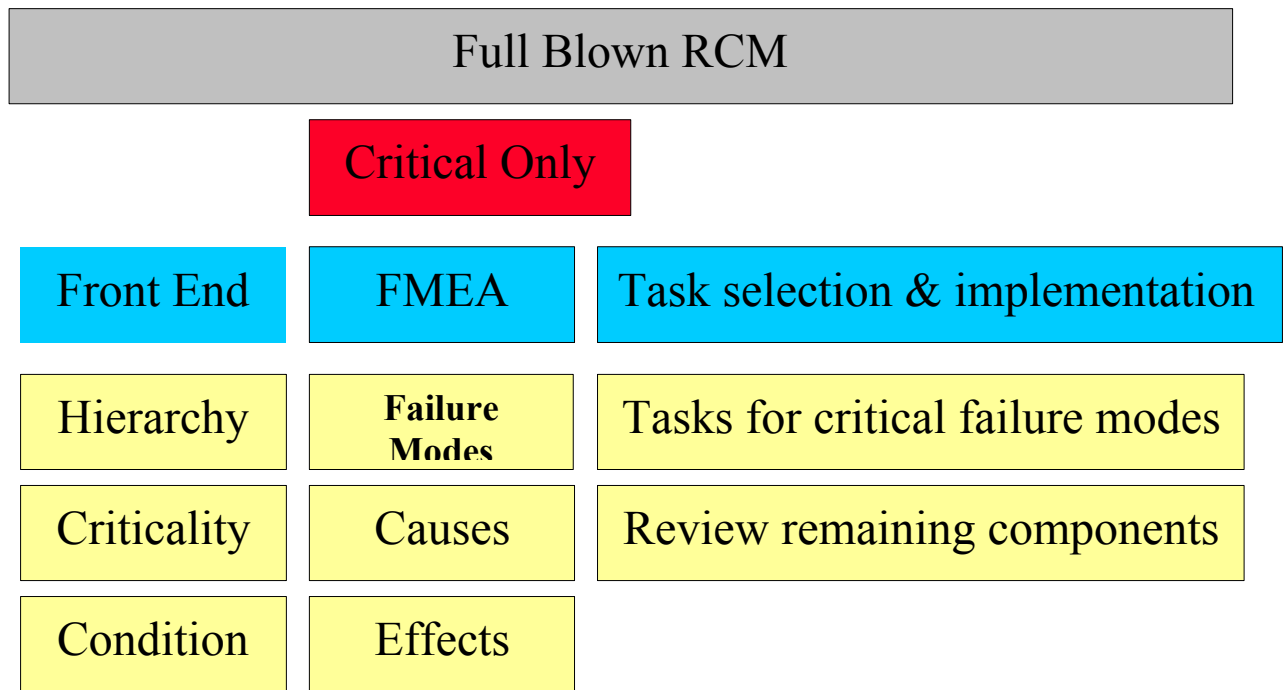 Full Blown RCM
Critical Only
Front End
FMEA
Task selection & implementation
Hierarchy
Failure
Modes
Tasks for critical failure modes
Criticality
Causes
Review remaining components
Condition
Effects